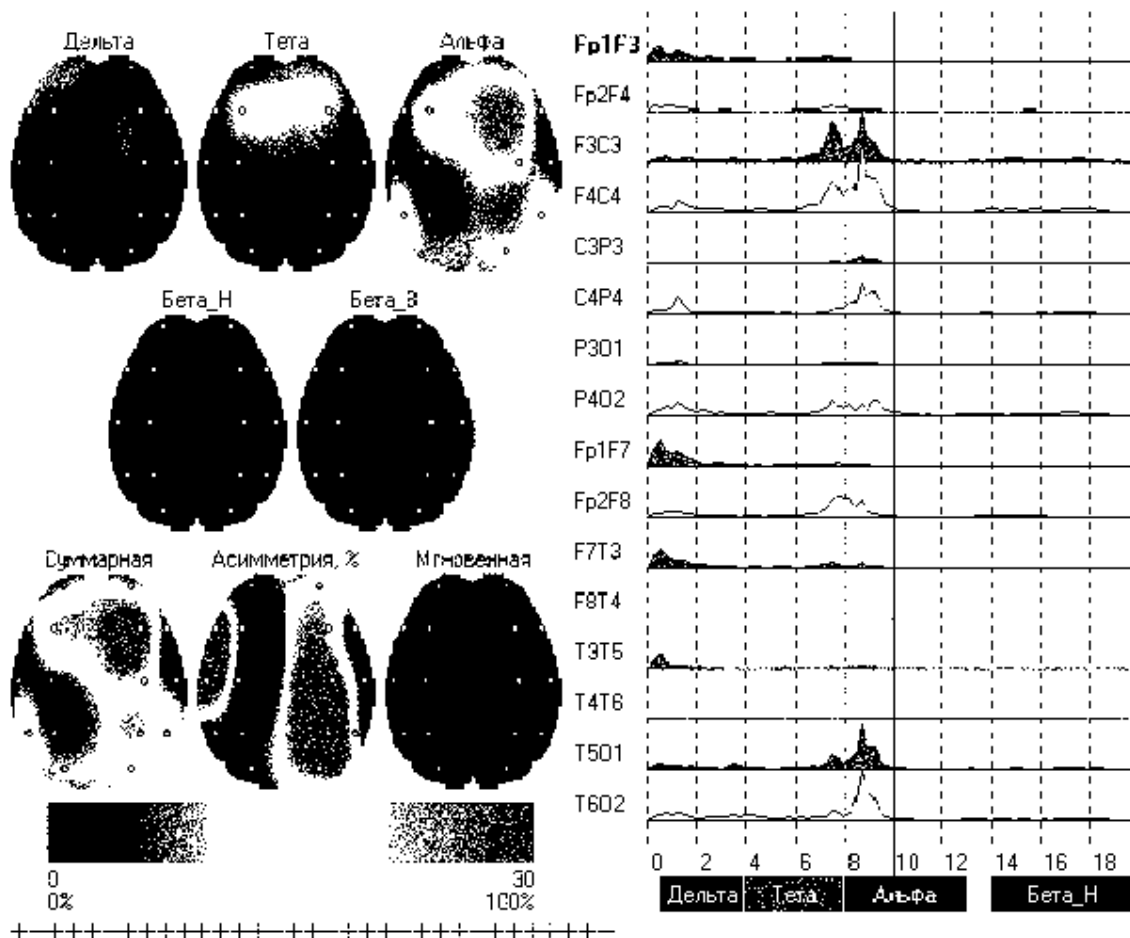 Дельта Тета Альфа
Бета_Н Бета_В
Суммарная Асимметрия, % Мгновенная
0 30
0% 100%
Fp1F3
Fp2F4
F3C3
F4C4
C3P3
C4P4
P3O1
P4O2
Fp1F7
Fp2F8
F7T3
F8T4
T3T5
T4T6
T5O1
T6O2
0 2 4 6 8 10 12 14 16 18
Дельта Тета Альфа Бета_Н